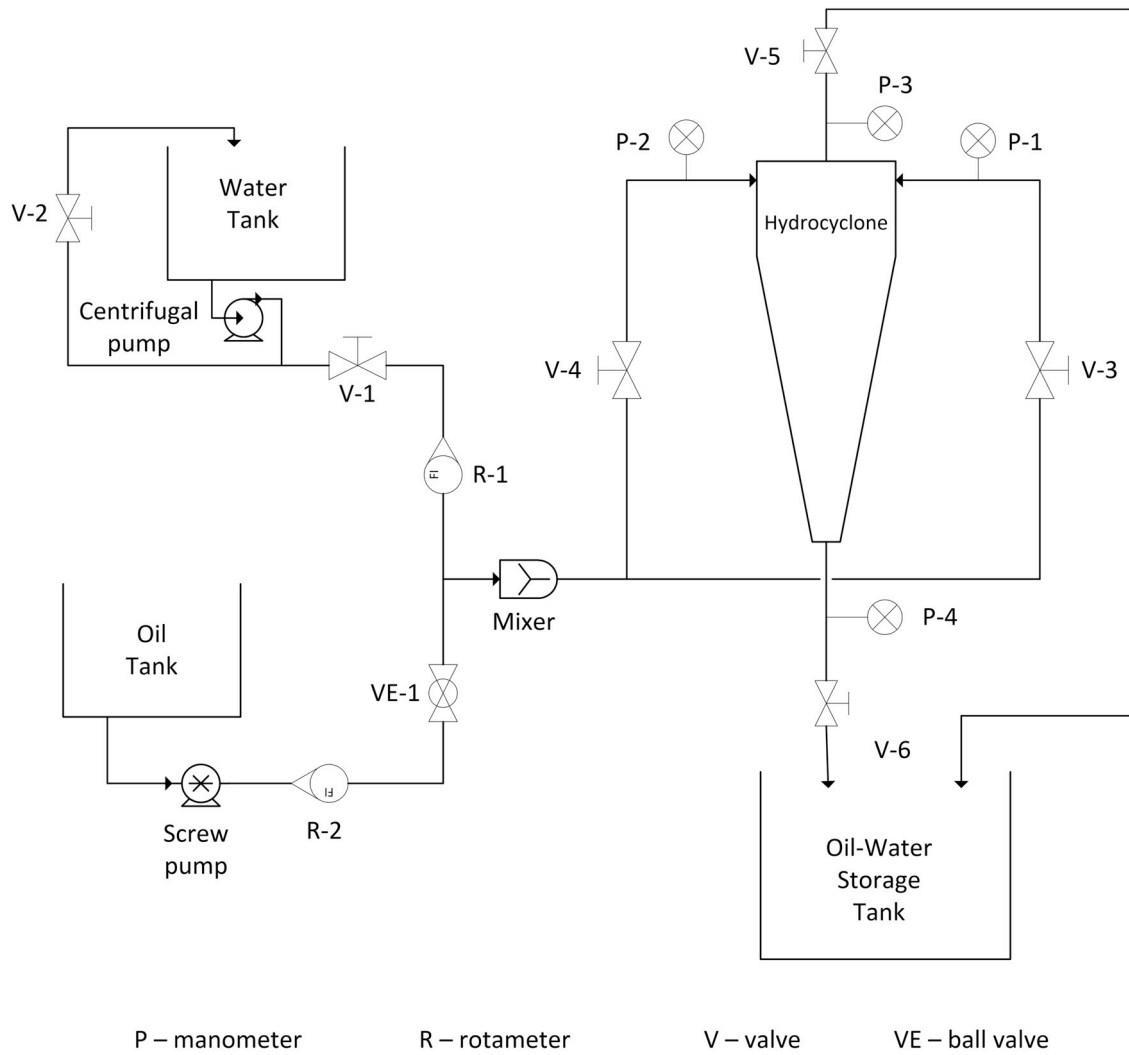 V-5
P-3
P-2
P-1
Water
Tank
V-2
Hydrocyclone
Centrifugal
pump
V-1
V-4
V-3
FI
R-1
Mixer
Oil
Tank
P-4
VE-1
V-6
FI
R-2
Screw
pump
Oil-Water
Storage
Tank
P – manometer R – rotameter V – valve VE – ball valve